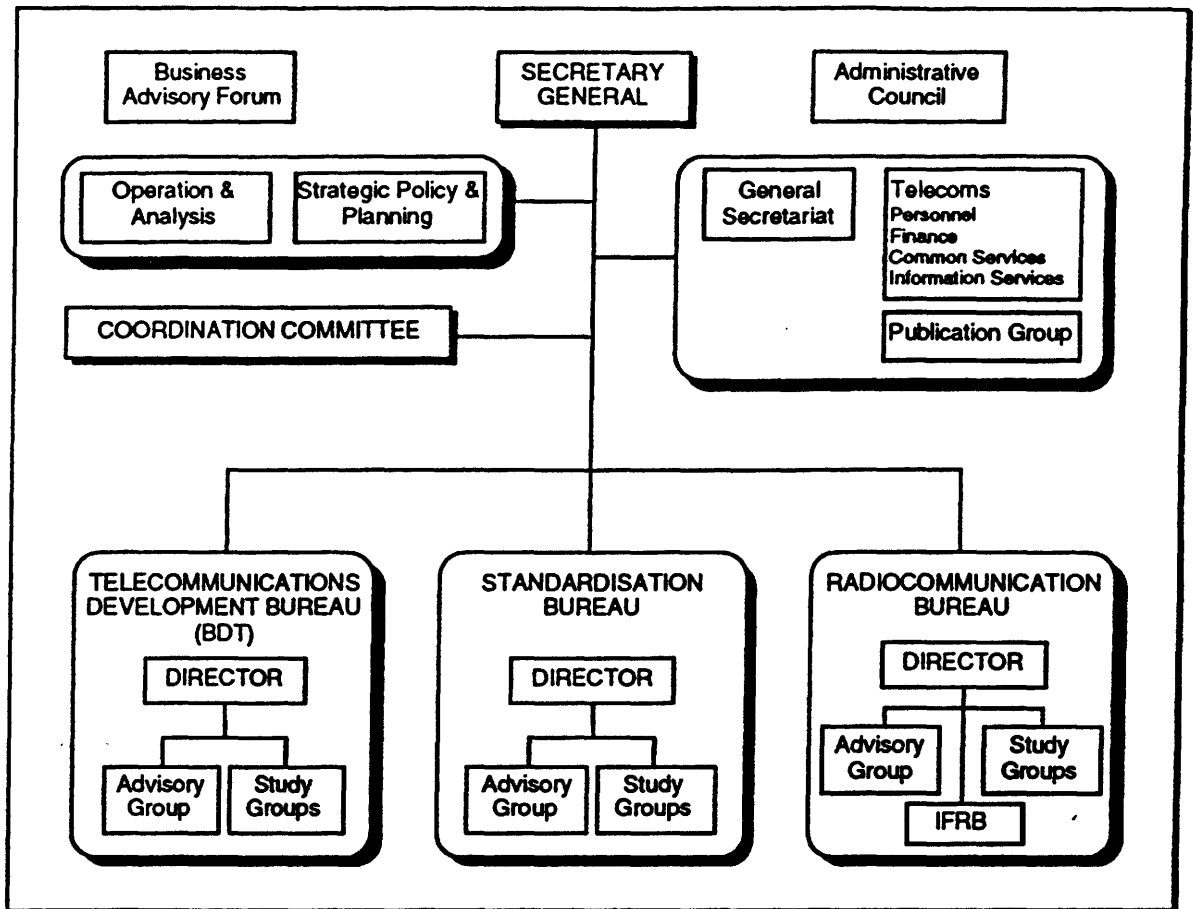 Business
Advisory Forum
SECRETARY
GENERAL
Administrative
Council
Operation &
Analysis
Strategic Policy &
Planning
General
Secretariat
Telecoms
Personnel
Finance
Common Services
Information Services
Publication Group
COORDINATION COMMITTEE
TELECOMMUNICATIONS
DEVELOPMENT BUREAU
(BDT)
DIRECTOR
Advisory
Group
Study
Groups
STANDARDISATION
BUREAU
DIRECTOR
Advisory
Group
Study
Groups
RADIOCOMMUNICATION
BUREAU
DIRECTOR
Advisory
Group
Study
Groups
IFRB